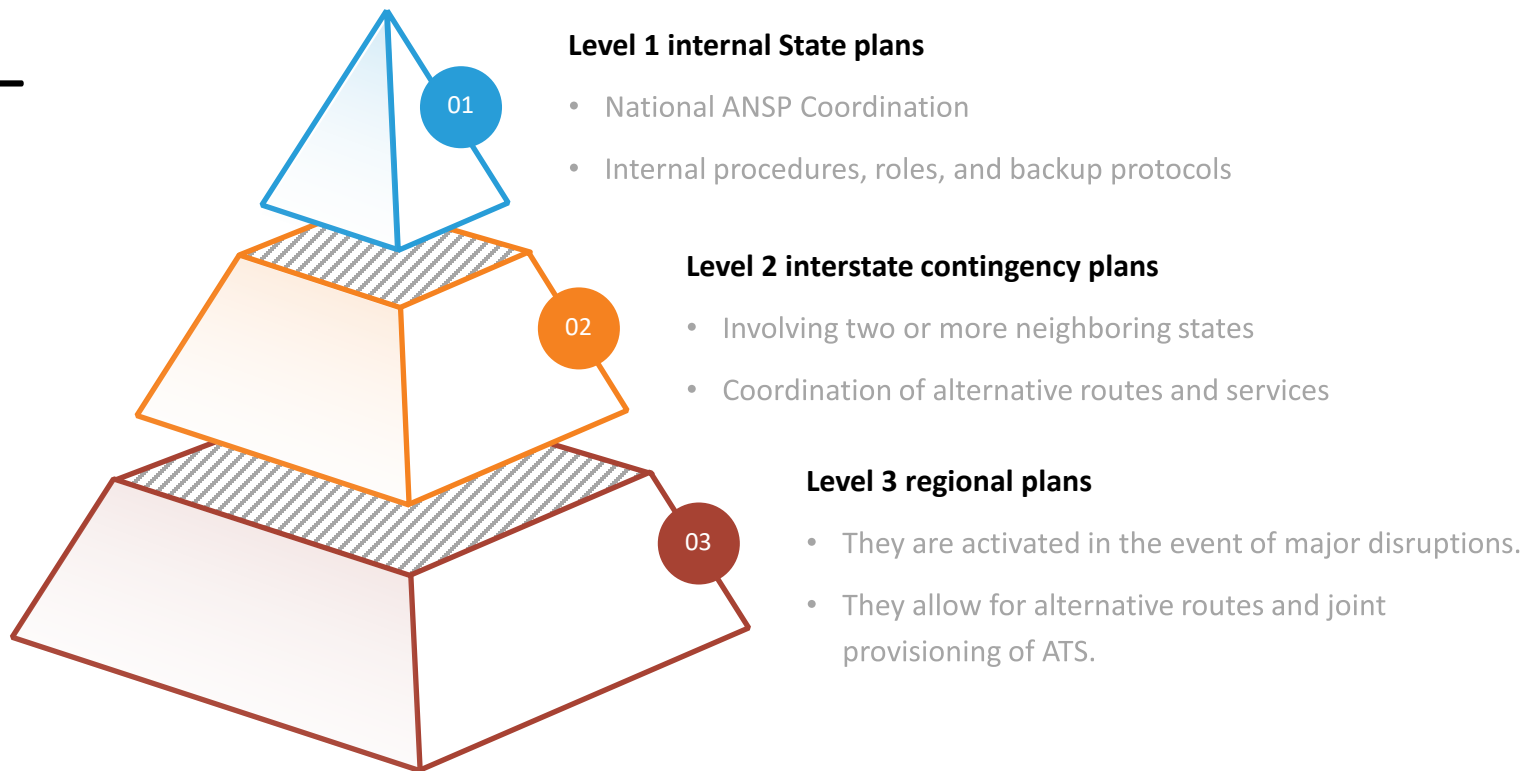 01
Level 1 internal State plans
• National ANSP Coordination
• Internal procedures, roles, and backup protocols
02
Level 2 interstate contingency plans
• Involving two or more neighboring states
• Coordination of alternative routes and services
03
Level 3 regional plans
• They are activated in the event of major disruptions.
• They allow for alternative routes and joint
provisioning of ATS.